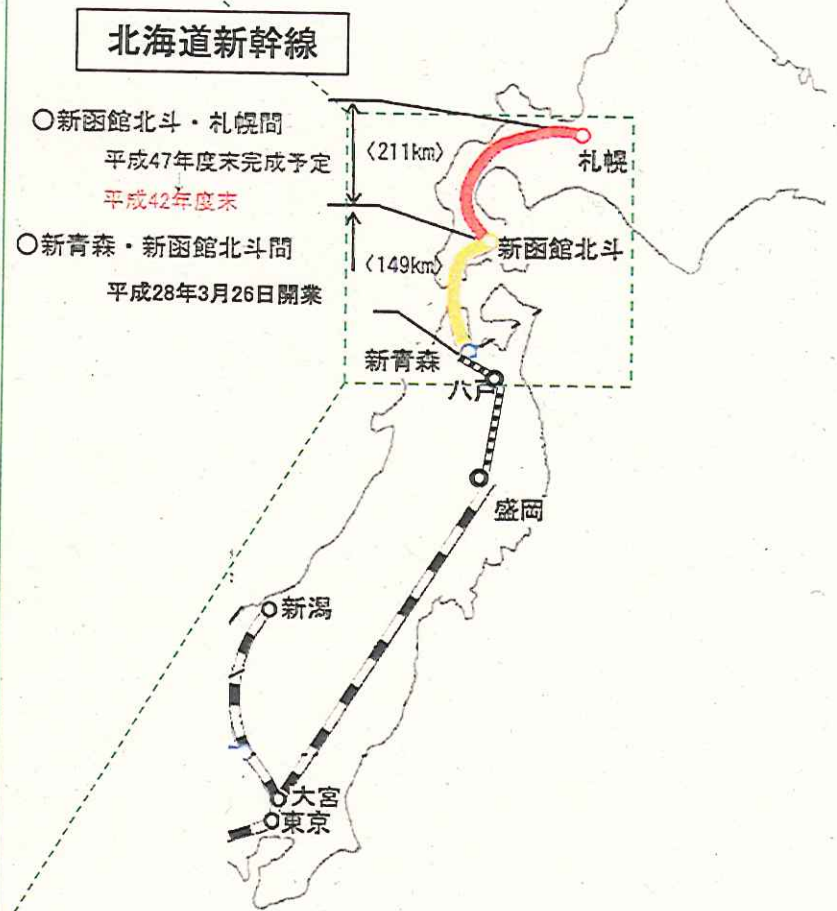 北海道新幹線
○新函館北斗・札幌間
平成47年度末完成予定
平成42年度末
○新青森・新函館北斗間
平成28年3月26日開業
〈211km〉
〈149km〉
札幌
新函館北斗
新青森
八戸
盛岡
新潟
大宮
東京